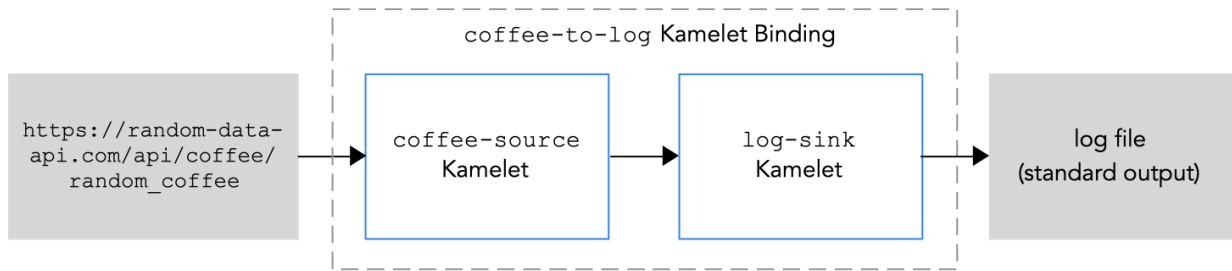 coffee-to-log Kamelet Binding
https://random-data-
api.com/api/coffee/
random_coffee
coffee-source
Kamelet
log-sink
Kamelet
log file
(standard output)